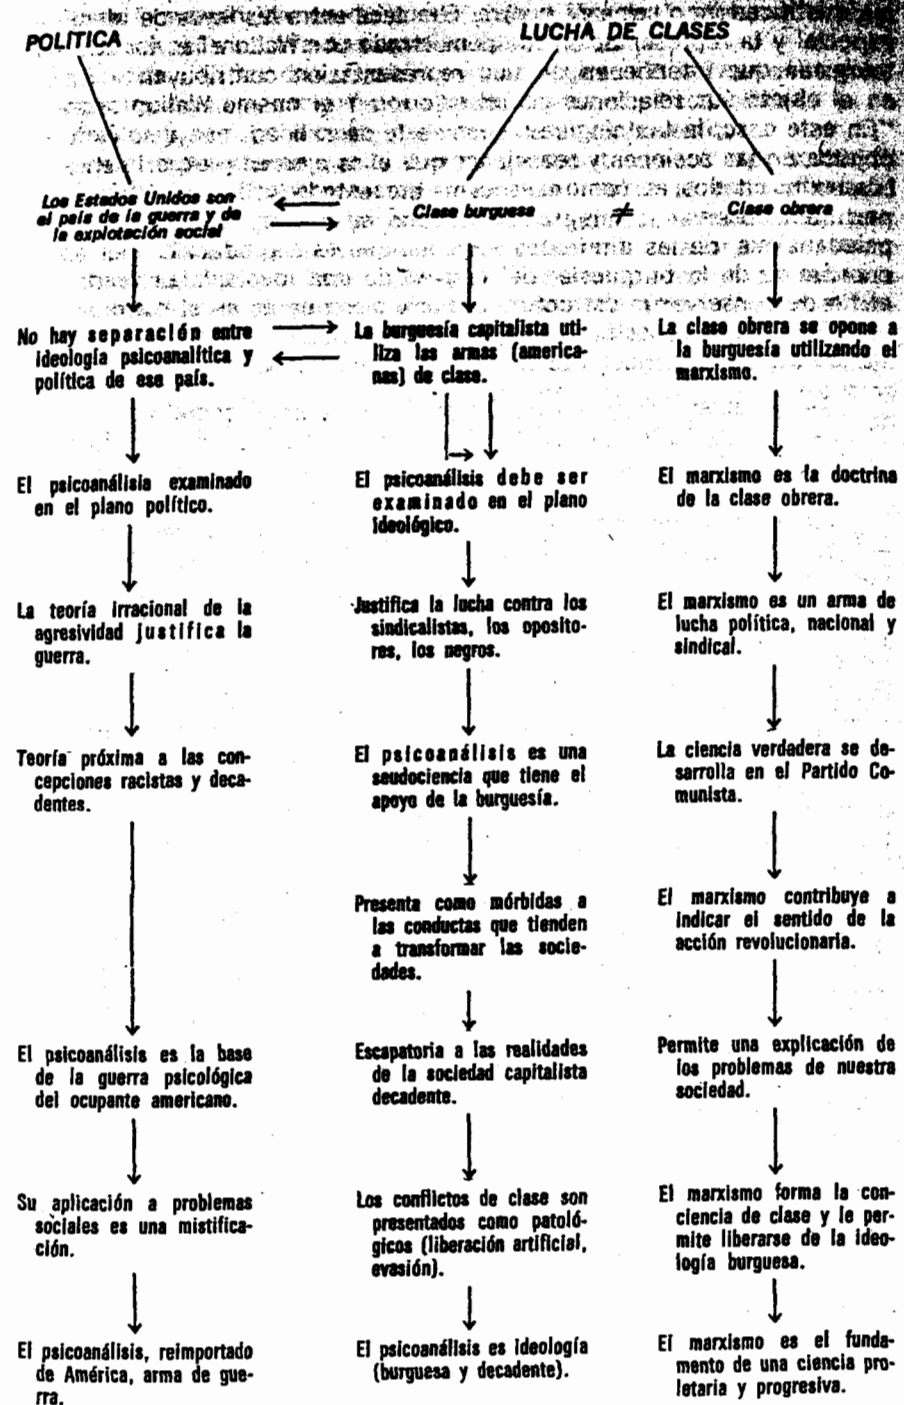 POLITICA
Los Estados Unidos son
el país de la guerra y de
la explotación social
No hay separación entre
ideología psicoanalítica y
política de ese país.
El psicoanálisis examinado
en el plano político.
La teoría irracional de la
agresividad justifica la
guerra.
Teoría próxima a las con-
cepciones racistas y deca-
dentes.
El psicoanálisis es la base
de la guerra psicológica
del ocupante americano.
Su aplicación a problemas
sociales es una mistifica-
ción.
El psicoanálisis, reimportado
de América, arma de gue-
rra.
LUCHA DE CLASES
Clase burguesa ≠ Clase obrera
La burguesía capitalista uti-
liza las armas (america-
nas) de clase.
El psicoanálisis debe ser
examinado en el plano
ideológico.
Justifica la lucha contra los
sindicalistas, los oposito-
res, los negros.
El psicoanálisis es una
seudociencia que tiene el
apoyo de la burguesía.
Presenta como mórbidas a
las conductas que tienden
a transformar las socie-
dades.
Escapatoria a las realidades
de la sociedad capitalista
decadente.
Los conflictos de clase son
presentados como patoló-
gicos (liberación artificial,
evasión).
El psicoanálisis es ideología
(burguesa y decadente).
La clase obrera se opone a
la burguesía utilizando el
marxismo.
El marxismo es la doctrina
de la clase obrera.
El marxismo es un arma de
lucha política, nacional y
sindical.
La ciencia verdadera se de-
sarrolla en el Partido Co-
munista.
El marxismo contribuye a
indicar el sentido de la
acción revolucionaria.
Permite una explicación de
los problemas de nuestra
sociedad.
El marxismo forma la con-
ciencia de clase y le per-
mite liberarse de la ideo-
logía burguesa.
El marxismo es el funda-
mento de una ciencia pro-
letaria y progresiva.